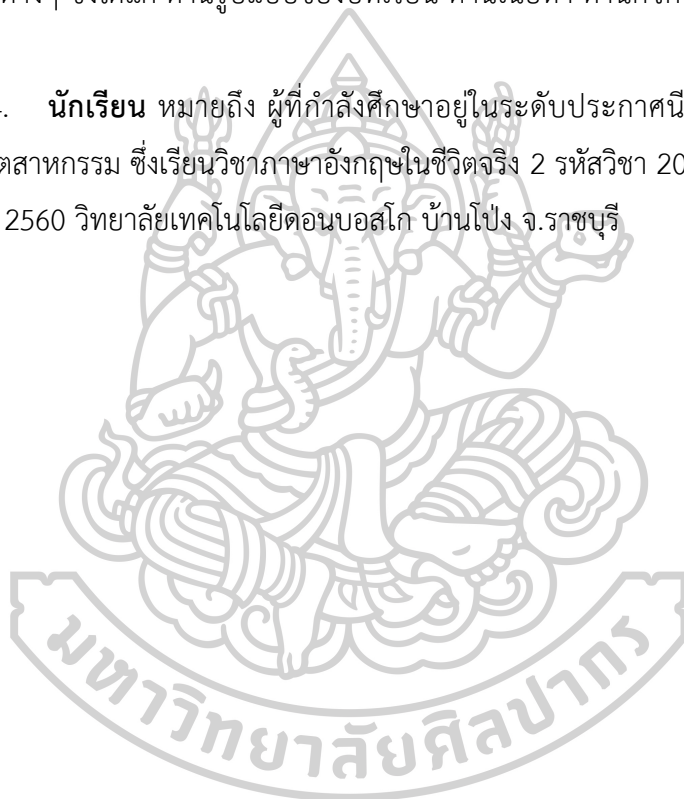 นักเรียน หมายถึง ผู้ที่กำลังศึกษาอยู่ในระดับประกาศนี
ตสาหกรรม ซึ่งเรียนวิชาภาษาอังกฤษในชีวิตจริง 2 รหัสวิชา 20
2560 วิทยาลัยเทคโนโลยีดอนบอสโก บ้านโป่ง จ.ราชบุรี
มหาวิทยาลัยศิลปากร